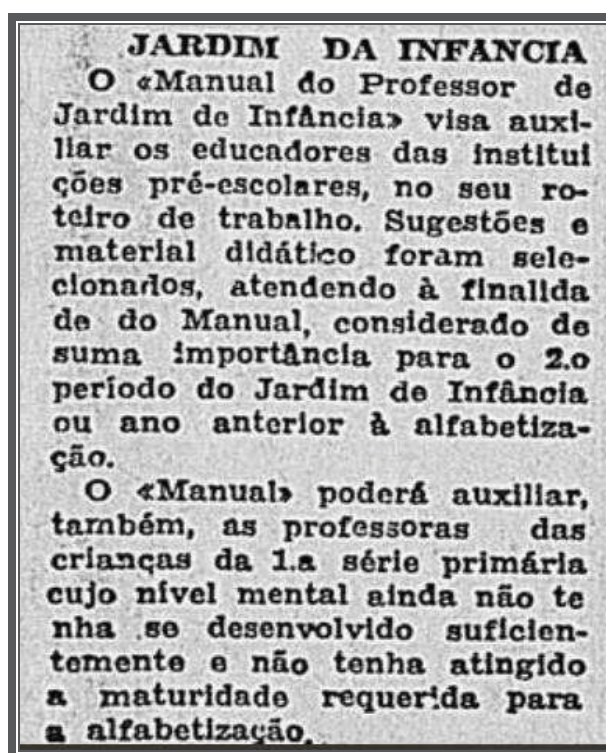 JARDIM DA INFANCIA
O «Manual do Professor de
Jardim de Infância» visa auxi-
liar os educadores das institui
ções pré-escolares, no seu ro-
teiro de trabalho. Sugestões e
material didático foram sele-
cionados, atendendo à finalida
de do Manual, considerado de
suma importância para o 2.o
período do Jardim de Infância
ou ano anterior à alfabetiza-
ção.
O «Manual» poderá auxiliar,
também, as professoras das
crianças da 1.a série primária
cujo nível mental ainda não te
nha se desenvolvido suficien-
temente e não tenha atingido
a maturidade requerida para
a alfabetização.